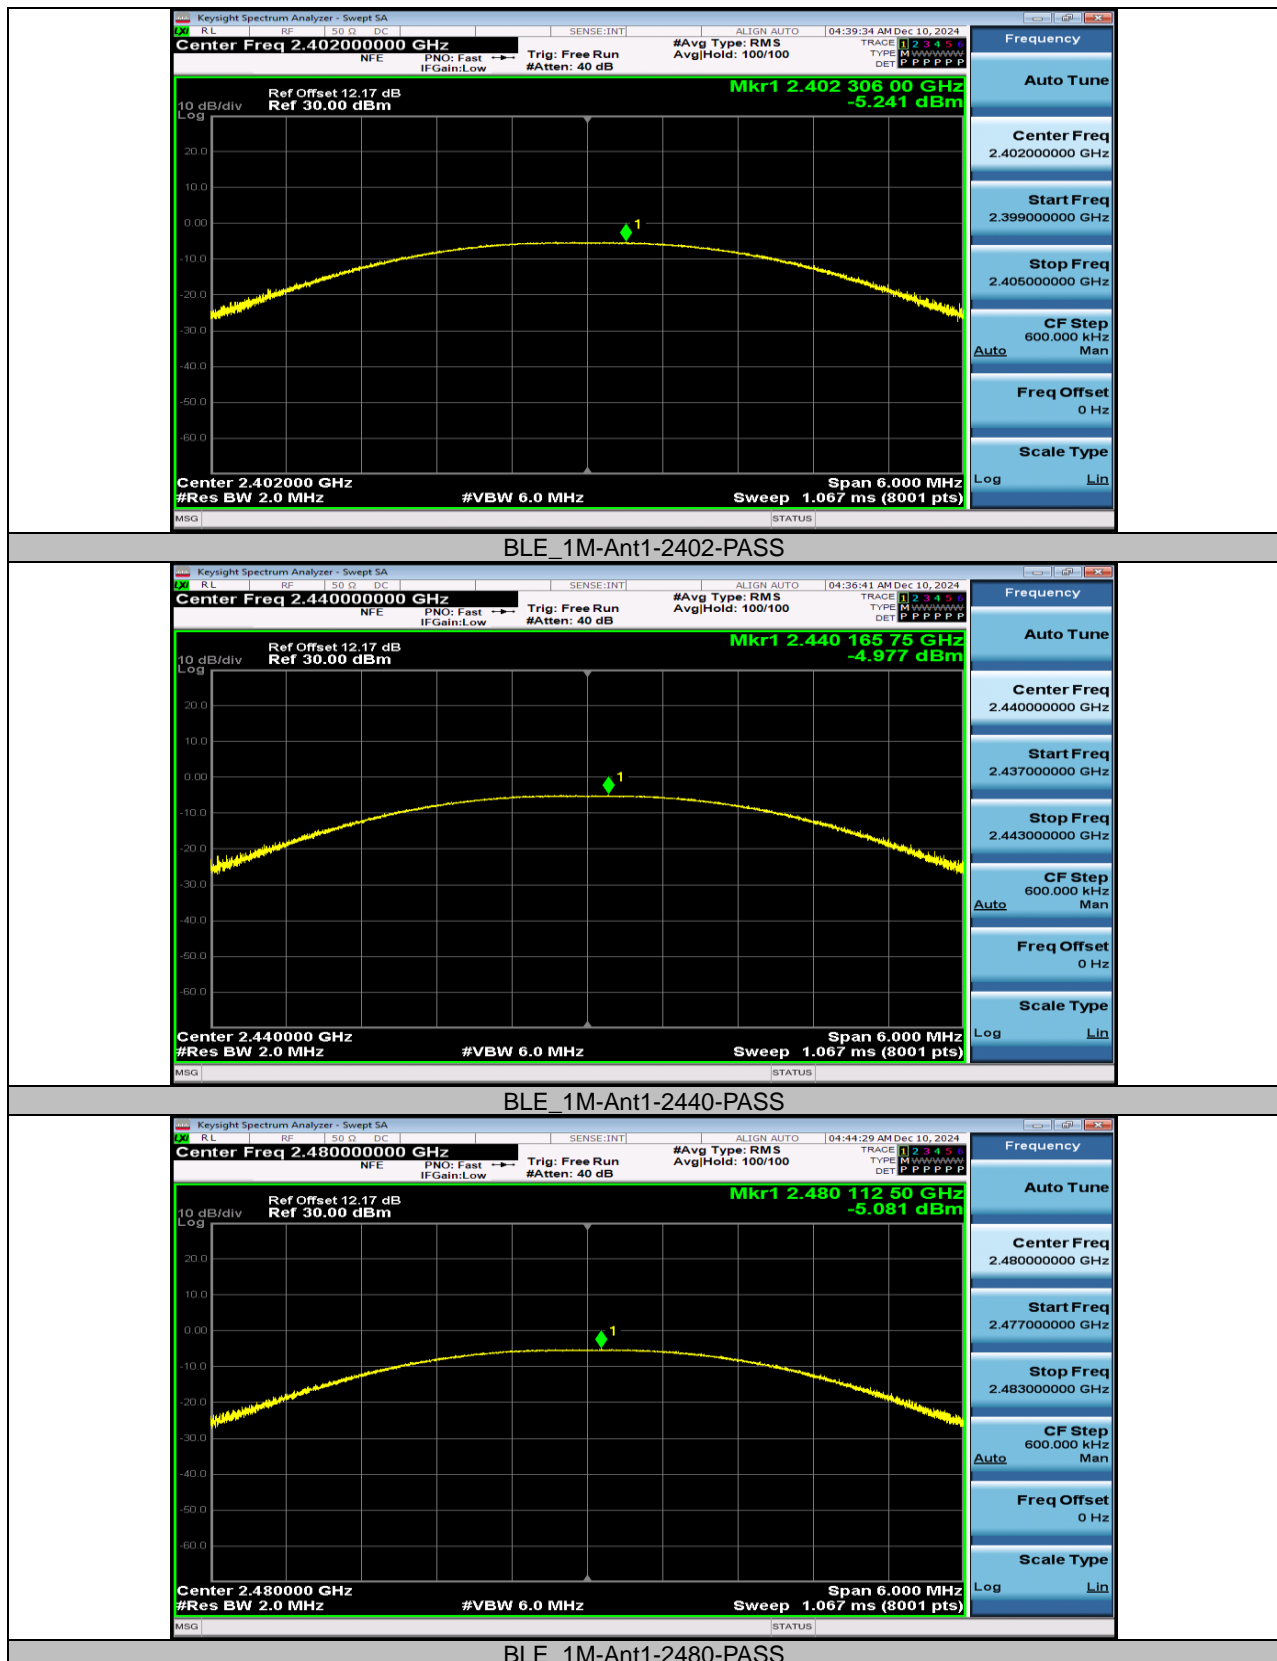 Keysight Spectrum Analyzer - Swept SA
LXI RL RF 50 Ω DC SENSE:INT ALIGN AUTO 04:39:34 AM Dec 10, 2024
Center Freq 2.402000000 GHz #Avg Type: RMS TRACE 1 2 3 4 5 6
NFE PNO: Fast Trig: Free Run Avg|Hold: 100/100 TYPE M WWWWW
IFGain:Low #Atten: 40 dB DET P P P P P P
Ref Offset 12.17 dB Mkr1 2.402 306 00 GHz
10 dB/div Ref 30.00 dBm -5.241 dBm
Log
20.0
10.0
0.00
1
-10.0
-20.0
-30.0
-40.0
-50.0
-60.0
Center 2.402000 GHz Span 6.000 MHz
#Res BW 2.0 MHz #VBW 6.0 MHz Sweep 1.067 ms (8001 pts)
MSG STATUS
Frequency
Auto Tune
Center Freq
2.402000000 GHz
Start Freq
2.399000000 GHz
Stop Freq
2.405000000 GHz
CF Step
600.000 kHz
Auto Man
Freq Offset
0 Hz
Scale Type
Log Lin
BLE_1M-Ant1-2402-PASS
Keysight Spectrum Analyzer - Swept SA
LXI RL RF 50 Ω DC SENSE:INT ALIGN AUTO 04:36:41 AM Dec 10, 2024
Center Freq 2.440000000 GHz #Avg Type: RMS TRACE 1 2 3 4 5 6
NFE PNO: Fast Trig: Free Run Avg|Hold: 100/100 TYPE M WWWWW
IFGain:Low #Atten: 40 dB DET P P P P P P
Ref Offset 12.17 dB Mkr1 2.440 165 75 GHz
10 dB/div Ref 30.00 dBm -4.977 dBm
Log
20.0
10.0
0.00
1
-10.0
-20.0
-30.0
-40.0
-50.0
-60.0
Center 2.440000 GHz Span 6.000 MHz
#Res BW 2.0 MHz #VBW 6.0 MHz Sweep 1.067 ms (8001 pts)
MSG STATUS
Frequency
Auto Tune
Center Freq
2.440000000 GHz
Start Freq
2.437000000 GHz
Stop Freq
2.443000000 GHz
CF Step
600.000 kHz
Auto Man
Freq Offset
0 Hz
Scale Type
Log Lin
BLE_1M-Ant1-2440-PASS
Keysight Spectrum Analyzer - Swept SA
LXI RL RF 50 Ω DC SENSE:INT ALIGN AUTO 04:44:29 AM Dec 10, 2024
Center Freq 2.480000000 GHz #Avg Type: RMS TRACE 1 2 3 4 5 6
NFE PNO: Fast Trig: Free Run Avg|Hold: 100/100 TYPE M WWWWW
IFGain:Low #Atten: 40 dB DET P P P P P P
Ref Offset 12.17 dB Mkr1 2.480 112 50 GHz
10 dB/div Ref 30.00 dBm -5.081 dBm
Log
20.0
10.0
0.00
1
-10.0
-20.0
-30.0
-40.0
-50.0
-60.0
Center 2.480000 GHz Span 6.000 MHz
#Res BW 2.0 MHz #VBW 6.0 MHz Sweep 1.067 ms (8001 pts)
MSG STATUS
Frequency
Auto Tune
Center Freq
2.480000000 GHz
Start Freq
2.477000000 GHz
Stop Freq
2.483000000 GHz
CF Step
600.000 kHz
Auto Man
Freq Offset
0 Hz
Scale Type
Log Lin
BLE_1M-Ant1-2480-PASS